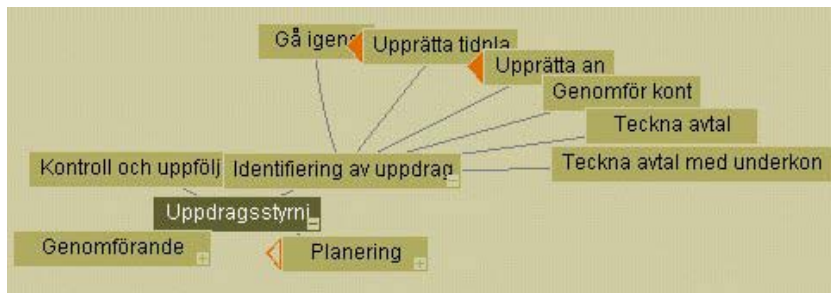 Gå igen
Upprätta tidpla
Upprätta an
Genomför kont
Teckna avtal
Kontroll och uppfölj
Identifiering av uppdrag
Teckna avtal med underkon
Uppdragsstyrni
Genomförande
Planering